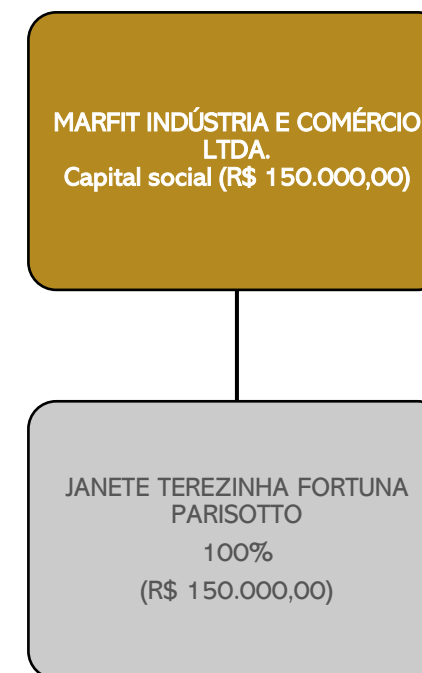 MARFIT INDÚSTRIA E COMÉRCIO
LTDA.
Capital social (R$ 150.000,00)
JANETE TEREZINHA FORTUNA
PARISOTTO
100%
(R$ 150.000,00)